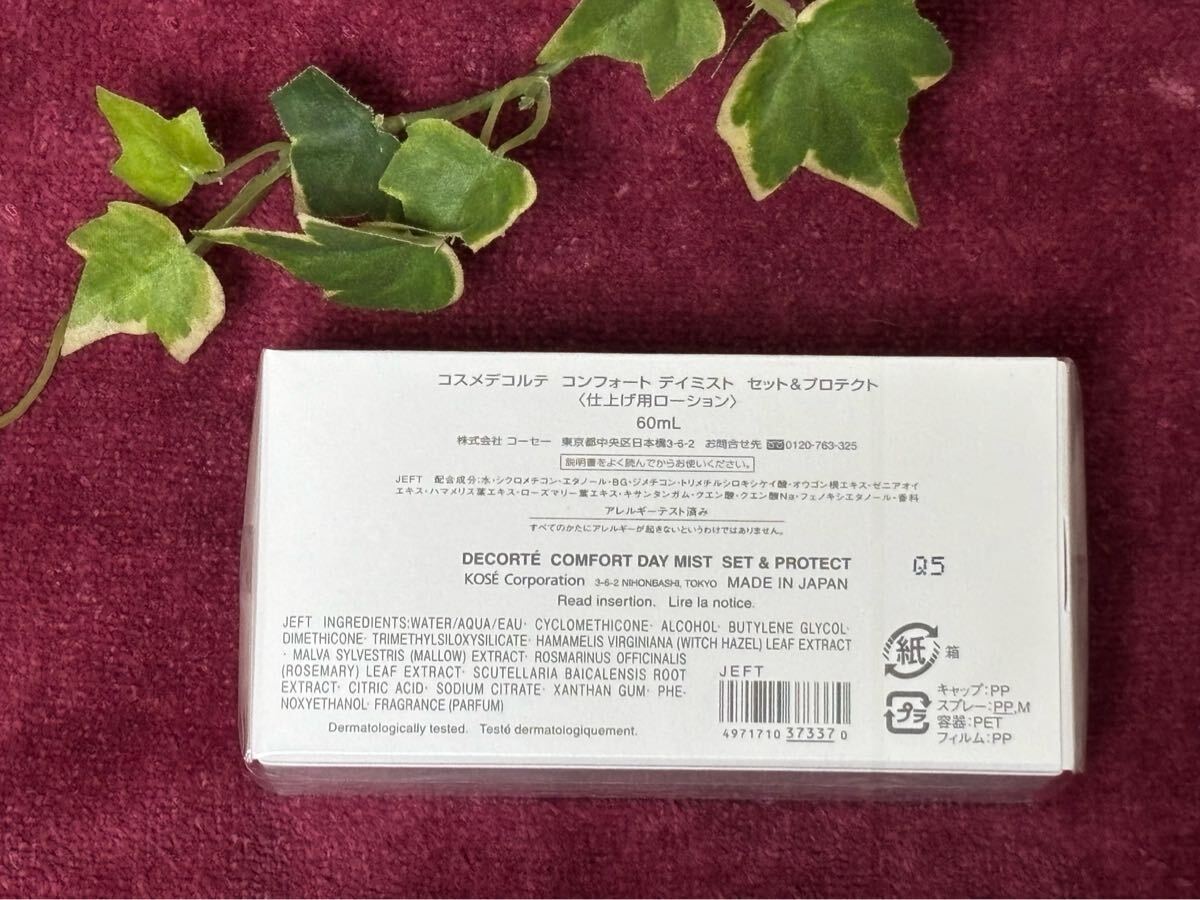 コスメデコルテ コンフォート デイミスト セット&プロテクト
〈仕上げ用ローション〉
60mL
株式会社 コーセー 東京都中央区日本橋3-6-2 お問合せ先 0120-763-325
説明書をよく読んでからお使いください。
JEFT 配合成分:水・シクロメチコン・エタノール・BG・ジメチコン・トリメチルシロキシケイ酸・オウゴン根エキス・ゼニアオイ
エキス・ハマメリス葉エキス・ローズマリー葉エキス・キサンタンガム・クエン酸・クエン酸Na・フェノキシエタノール・香料
アレルギーテスト済み
すべてのかたにアレルギーが起きないというわけではありません。
DECORTÉ COMFORT DAY MIST SET & PROTECT
KOSÉ Corporation 3-6-2 NIHONBASHI, TOKYO MADE IN JAPAN
Read insertion. Lire la notice.
Q5
JEFT INGREDIENTS:WATER/AQUA/EAU· CYCLOMETHICONE· ALCOHOL· BUTYLENE GLYCOL·
DIMETHICONE· TRIMETHYLSILOXYSILICATE· HAMAMELIS VIRGINIANA (WITCH HAZEL) LEAF EXTRACT
· MALVA SYLVESTRIS (MALLOW) EXTRACT· ROSMARINUS OFFICINALIS
(ROSEMARY) LEAF EXTRACT· SCUTELLARIA BAICALENSIS ROOT
EXTRACT· CITRIC ACID· SODIUM CITRATE· XANTHAN GUM· PHE-
NOXYETHANOL· FRAGRANCE (PARFUM)
Dermatologically tested. Testé dermatologiquement.
JEFT
4971710 373370
紙 箱
プラ
キャップ:PP
スプレー:PP,M
容器:PET
フィルム:PP